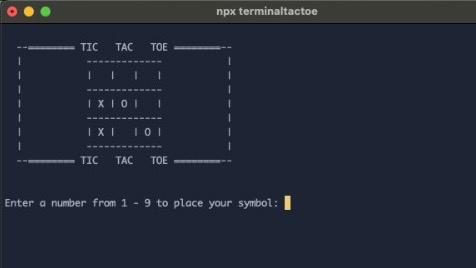 npx terminaltactoe
--======== TIC   TAC   TOE ========--
|           -------------           |
|           |   |   |   |           |
|           -------------           |
|           | X | O |   |           |
|           -------------           |
|           | X |   | O |           |
|           -------------           |
--======== TIC   TAC   TOE ========--
Enter a number from 1 - 9 to place your symbol: